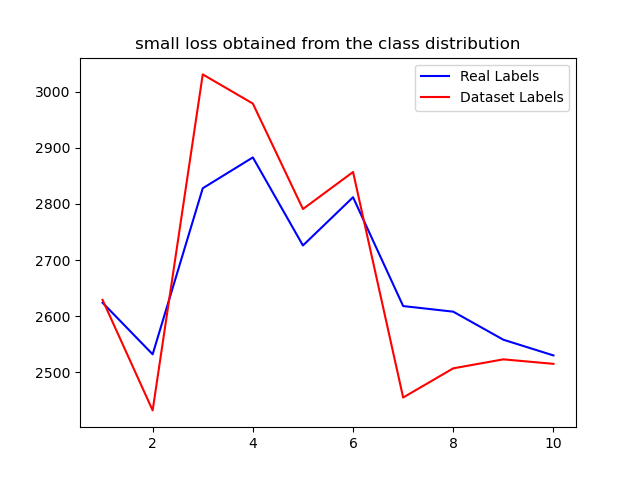 small loss obtained from the class distribution
Real Labels
Dataset Labels
3000
2900
2800
2700
2600
2500
2 4 6 8 10